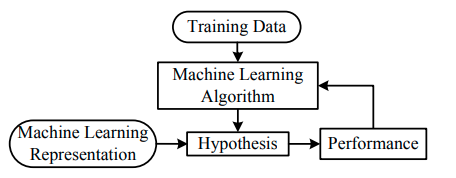 Training Data
Machine Learning
Algorithm
Machine Learning
Representation
Hypothesis
Performance